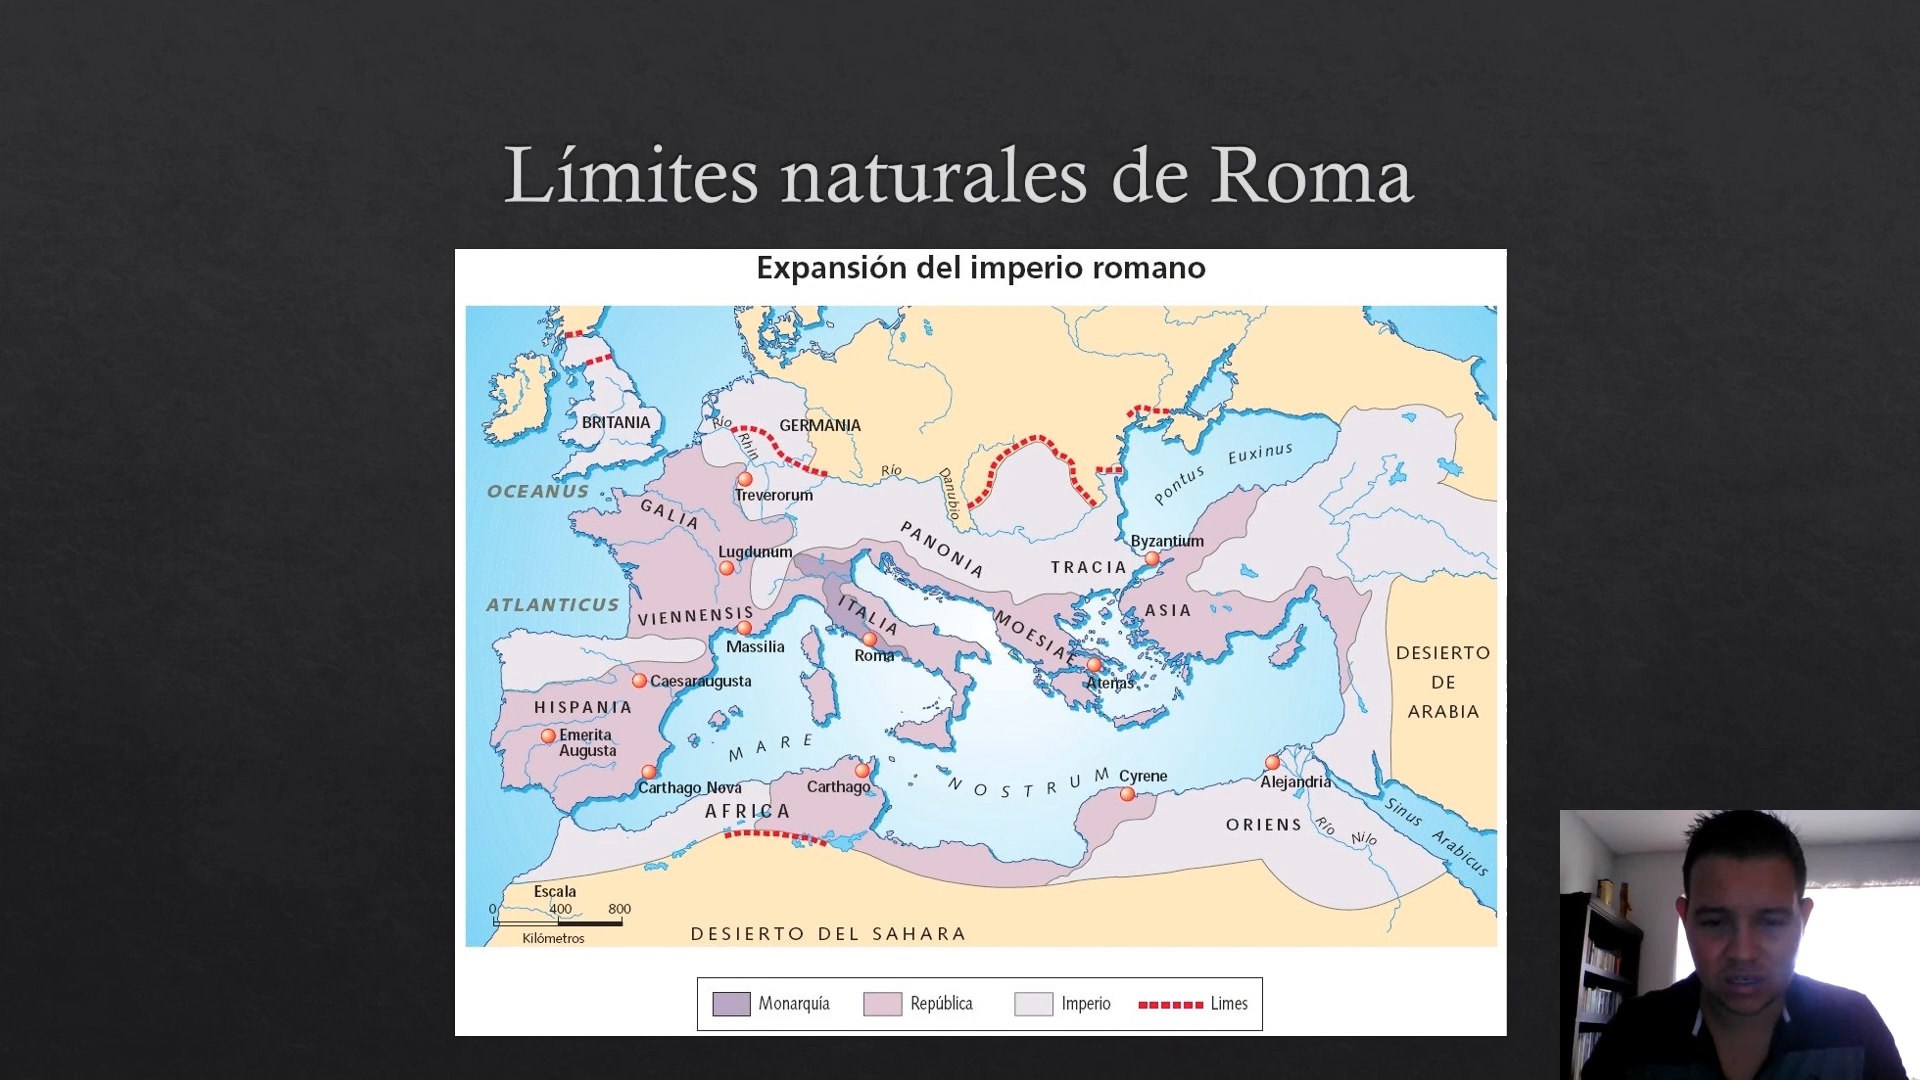 Límites naturales de Roma
Expansión del imperio romano
BRITANIA
GERMANIA
Río
Rhin
OCEANUS
Treverorum
Río
Danubio
Pontus Euxinus
GALIA
PANONIA
Lugdunum
TRACIA
Byzantium
ATLANTICUS
VIENNENSIS
ITALIA
MOESIAE
ASIA
Massilia
Roma
DESIERTO
DE
ARABIA
Caesaraugusta
Atenas
HISPANIA
Emerita
Augusta
MARE NOSTRUM
Carthago Nova
Carthago
Cyrene
Alejandria
AFRICA
ORIENS
Río Nilo
Sinus Arabicus
Escala
0 400 800
Kilómetros
DESIERTO DEL SAHARA
Monarquía República Imperio Limes